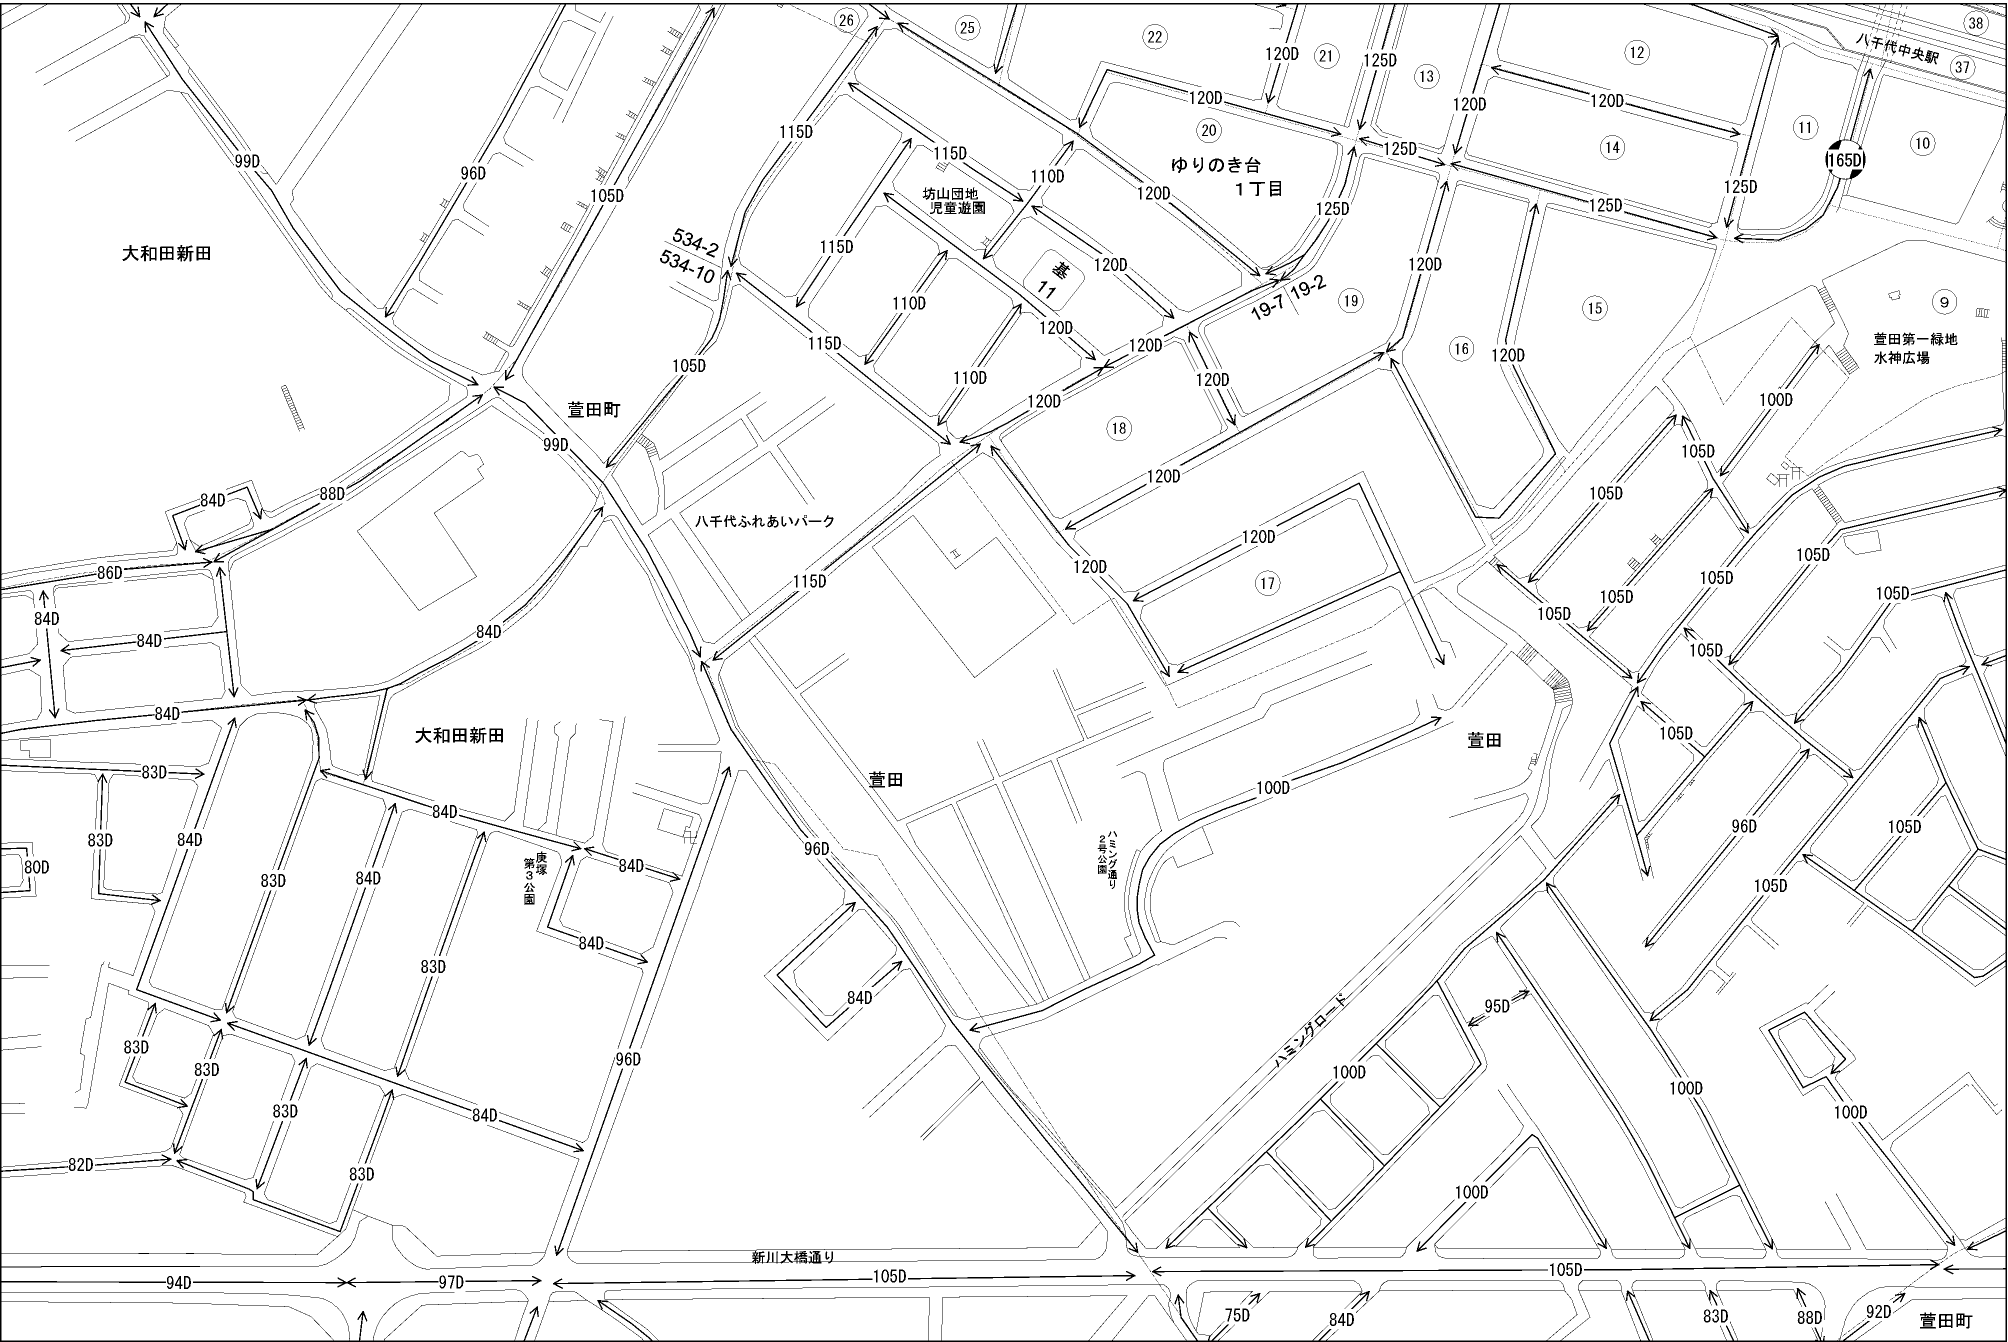 26
25
22
120D
21
125D
13
12
八千代中央駅
38
37
120D
20
120D
120D
11
10
165D
99D
96D
105D
115D
115D
110D
120D
ゆりのき台
1丁目
125D
14
坊山団地
児童遊園
125D
125D
125D
大和田新田
534-2
534-10
115D
120D
120D
基
11
19-7
19-2
19
15
9
萱田第一緑地
水神広場
110D
120D
120D
115D
16
120D
105D
110D
120D
120D
萱田町
18
100D
99D
120D
105D
84D
88D
105D
八千代ふれあいパーク
120D
120D
17
86D
115D
105D
105D
105D
105D
105D
84D
84D
84D
105D
84D
大和田新田
萱田
105D
萱田
83D
100D
84D
83D
84D
96D
96D
105D
ハミング通り
2号公園
庚塚
第3公園
80D
83D
84D
84D
105D
84D
83D
84D
95D
ハミングロード
83D
83D
96D
100D
100D
83D
84D
100D
82D
83D
100D
新川大橋通り
94D
97D
105D
105D
75D
84D
83D
88D
92D
萱田町